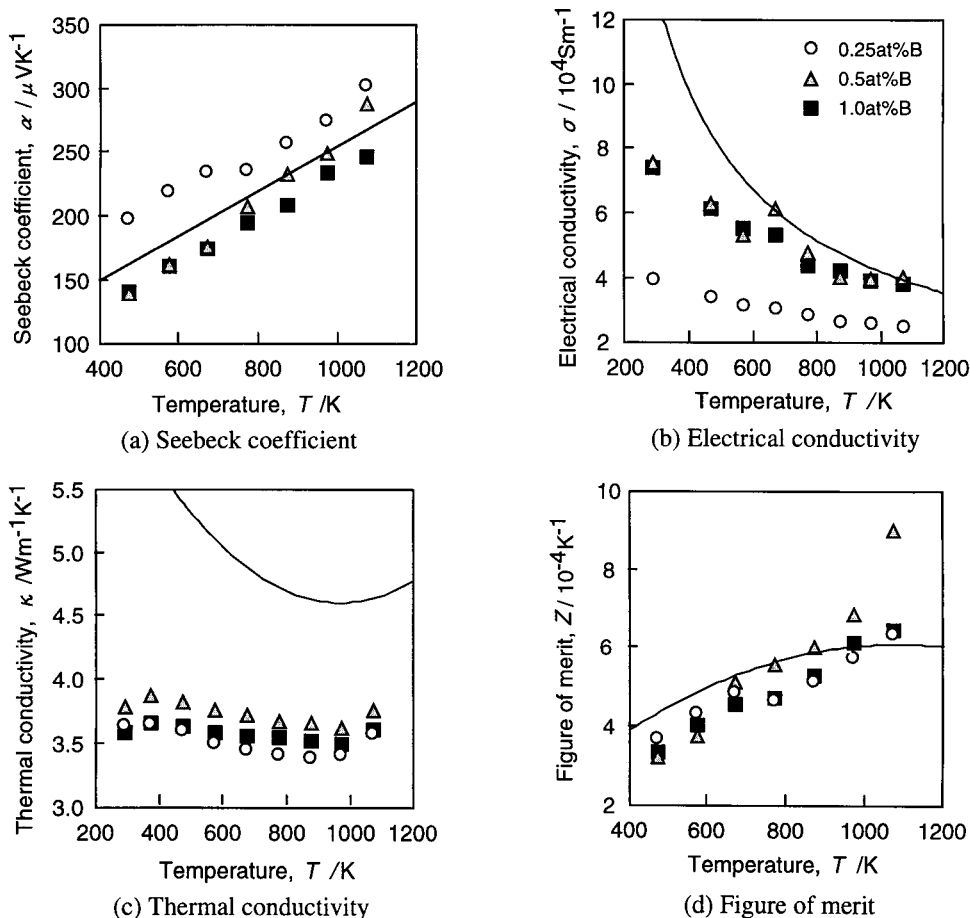 350
300
250
200
150
100
400 600 800 1000 1200
Seebeck coefficient, α / μVK⁻¹
Temperature, T /K
(a) Seebeck coefficient
12
10
8
6
4
2
200 400 600 800 1000 1200
Electrical conductivity, σ / 10⁴Sm⁻¹
0.25at%B
0.5at%B
1.0at%B
Temperature, T /K
(b) Electrical conductivity
5.5
5.0
4.5
4.0
3.5
3.0
200 400 600 800 1000 1200
Thermal conductivity, κ /Wm⁻¹K⁻¹
Temperature, T /K
(c) Thermal conductivity
10
8
6
4
2
400 600 800 1000 1200
Figure of merit, Z / 10⁻⁴K⁻¹
Temperature, T /K
(d) Figure of merit